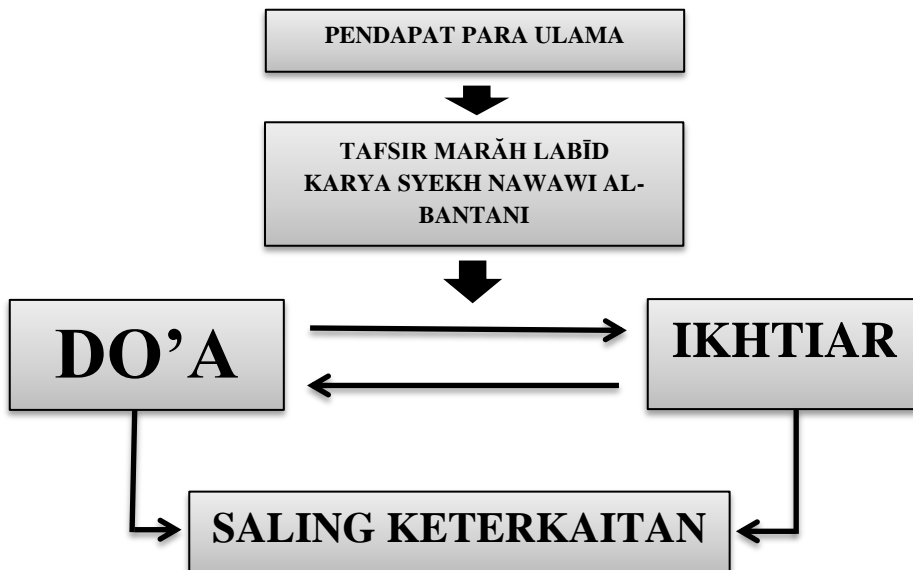 PENDAPAT PARA ULAMA
TAFSIR MARĂH LABĪD
KARYA SYEKH NAWAWI AL-
BANTANI
DO’A
IKHTIAR
SALING KETERKAITAN